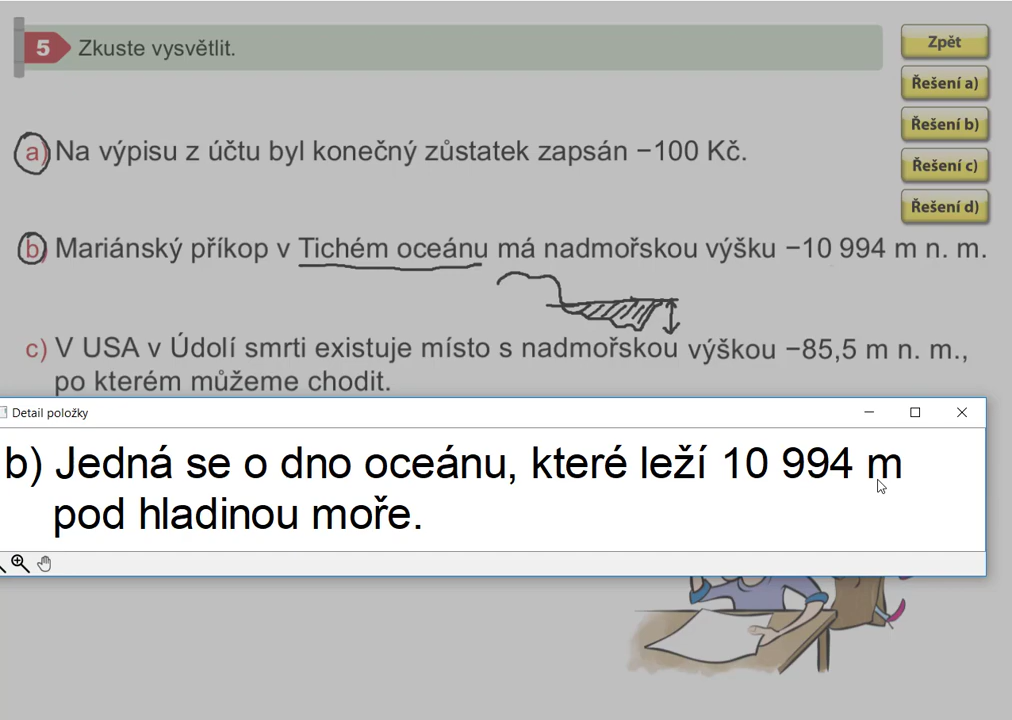 5 Zkuste vysvětlit.
Zpět
Řešení a)
Řešení b)
Řešení c)
Řešení d)
a) Na výpisu z účtu byl konečný zůstatek zapsán −100 Kč.
b) Mariánský příkop v Tichém oceánu má nadmořskou výšku −10 994 m n. m.
c) V USA v Údolí smrti existuje místo s nadmořskou výškou −85,5 m n. m.,
po kterém můžeme chodit.
Detail položky
b) Jedná se o dno oceánu, které leží 10 994 m
pod hladinou moře.